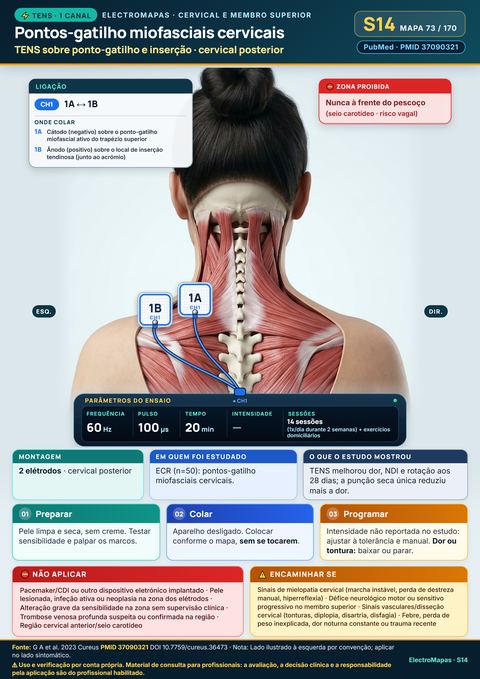 TENS · 1 CANAL
ELECTROMAPAS · CERVICAL E MEMBRO SUPERIOR
Pontos-gatilho miofasciais cervicais
TENS sobre ponto-gatilho e inserção · cervical posterior
S14 MAPA 73 / 170
PubMed · PMID 37090321
LIGAÇÃO
CH1 1A ↔ 1B
ONDE COLAR
1A Cátodo (negativo) sobre o ponto-gatilho
miofascial ativo do trapézio superior
1B Ânodo (positivo) sobre o local de inserção
tendinosa (junto ao acrómio)
ZONA PROIBIDA
Nunca à frente do pescoço
(seio carotídeo · risco vagal)
ESQ.
DIR.
1B
CH1
1A
CH1
CH1
PARÂMETROS DO ENSAIO
FREQUÊNCIA
60 Hz
PULSO
100 µs
TEMPO
20 min
INTENSIDADE
—
SESSÕES
14 sessões
(1x/dia durante 2 semanas) + exercícios
domiciliários
MONTAGEM
2 elétrodos · cervical posterior
EM QUEM FOI ESTUDADO
ECR (n=50): pontos-gatilho
miofasciais cervicais.
O QUE O ESTUDO MOSTROU
TENS melhorou dor, NDI e rotação aos
28 dias; a punção seca única reduziu
mais a dor.
01 Preparar
Pele limpa e seca, sem creme. Testar
sensibilidade e palpar os marcos.
02 Colar
Aparelho desligado. Colocar
conforme o mapa, sem se tocarem.
03 Programar
Intensidade não reportada no estudo:
ajustar à tolerância e manual. Dor ou
tontura: baixar ou parar.
NÃO APLICAR
Pacemaker/CDI ou outro dispositivo eletrónico implantado · Pele
lesionada, infeção ativa ou neoplasia na zona dos elétrodos ·
Alteração grave da sensibilidade na zona sem supervisão clínica ·
Trombose venosa profunda suspeita ou confirmada na região ·
Região cervical anterior/seio carotídeo
ENCAMINHAR SE
Sinais de mielopatia cervical (marcha instável, perda de destreza
manual, hiperreflexia) · Défice neurológico motor ou sensitivo
progressivo no membro superior · Sinais vasculares/disseção
cervical (tonturas, diplopia, disartria, disfagia) · Febre, perda de
peso inexplicada, dor noturna constante ou trauma recente
Fonte: G A et al. 2023 Cureus PMID 37090321 DOI 10.7759/cureus.36473 · Nota: Lado ilustrado à esquerda por convenção; aplicar
no lado sintomático.
Uso e verificação por conta própria. Material de consulta para profissionais: a avaliação, a decisão clínica e a responsabilidade
pela aplicação são do profissional habilitado.
ElectroMapas · S14